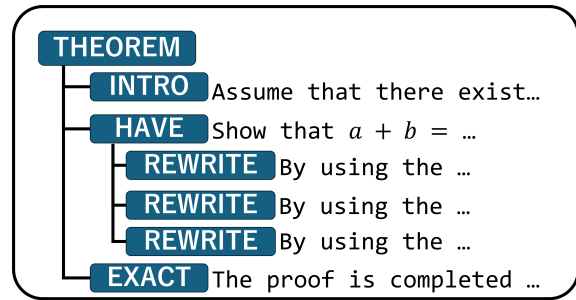 THEOREM
INTRO Assume that there exist…
HAVE Show that a + b = …
REWRITE By using the …
REWRITE By using the …
REWRITE By using the …
EXACT The proof is completed …